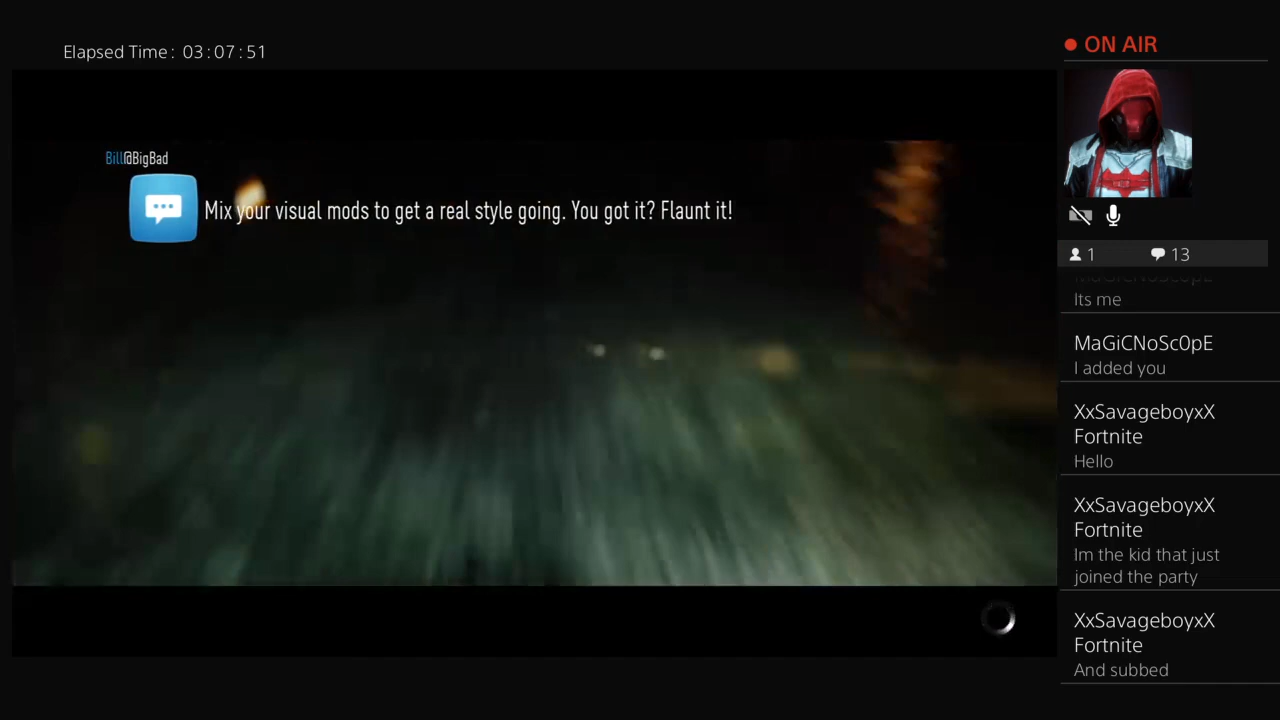 Elapsed Time: 03:07:51
ON AIR
Bill@BigBad
Mix your visual mods to get a real style going. You got it? Flaunt it!
1 13
Its me
MaGiCNoSc0pE
I added you
XxSavageboyxX
Fortnite
Hello
XxSavageboyxX
Fortnite
Im the kid that just
joined the party
XxSavageboyxX
Fortnite
And subbed